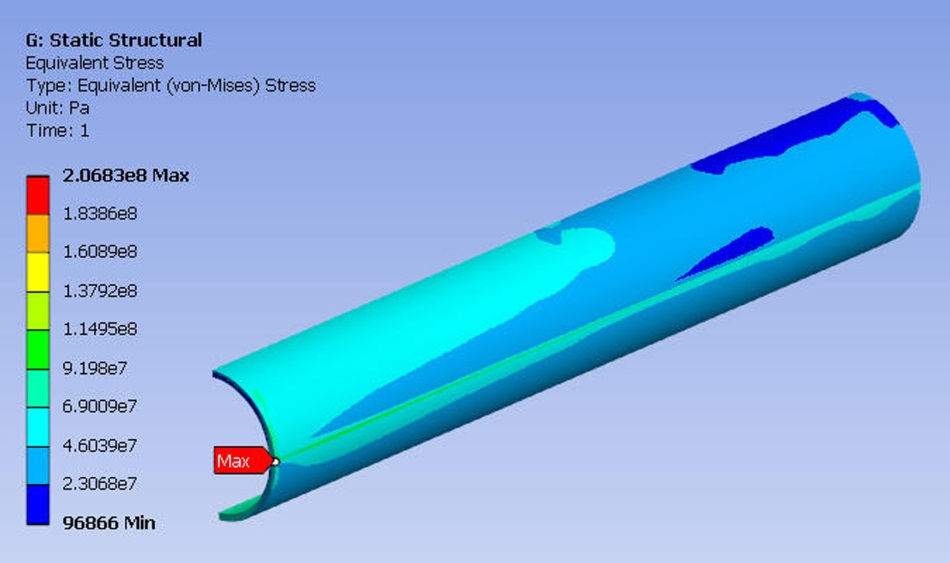 G: Static Structural
Equivalent Stress
Type: Equivalent (von-Mises) Stress
Unit: Pa
Time: 1
2.0683e8 Max
1.8386e8
1.6089e8
1.3792e8
1.1495e8
9.198e7
6.9009e7
4.6039e7
2.3068e7
96866 Min
Max